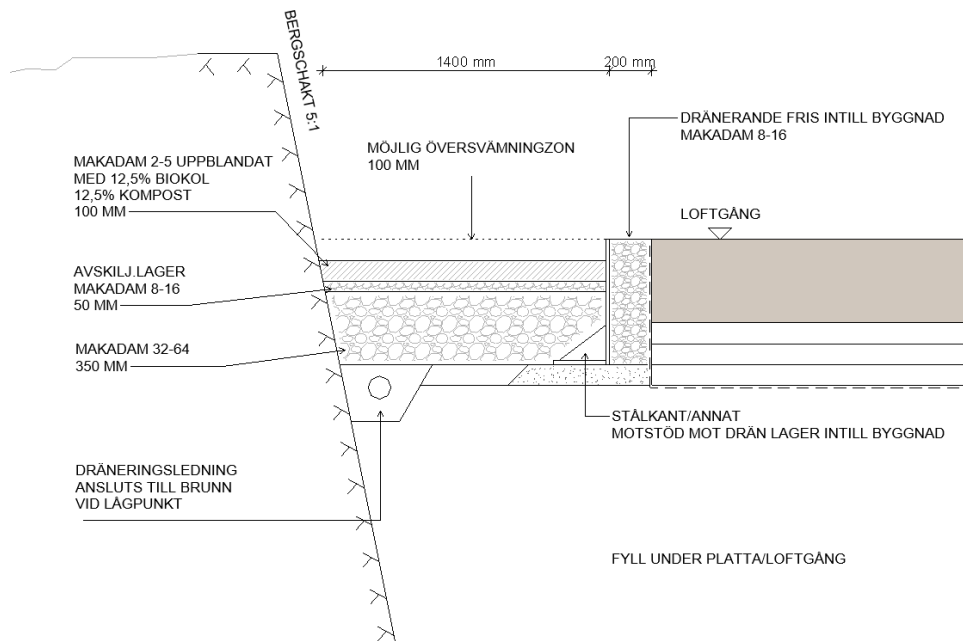 BERGSCHAKT 5:1
1400 mm
200 mm
DRÄNERANDE FRIS INTILL BYGGNAD
MAKADAM 8-16
MÖJLIG ÖVERSVÄMNINGZON
100 MM
MAKADAM 2-5 UPPBLANDAT
MED 12,5% BIOKOL
12,5% KOMPOST
100 MM
LOFTGÅNG
AVSKILJ.LAGER
MAKADAM 8-16
50 MM
MAKADAM 32-64
350 MM
STÅLKANT/ANNAT
MOTSTÖD MOT DRÄN LAGER INTILL BYGGNAD
DRÄNERINGSLEDNING
ANSLUTS TILL BRUNN
VID LÅGPUNKT
FYLL UNDER PLATTA/LOFTGÅNG